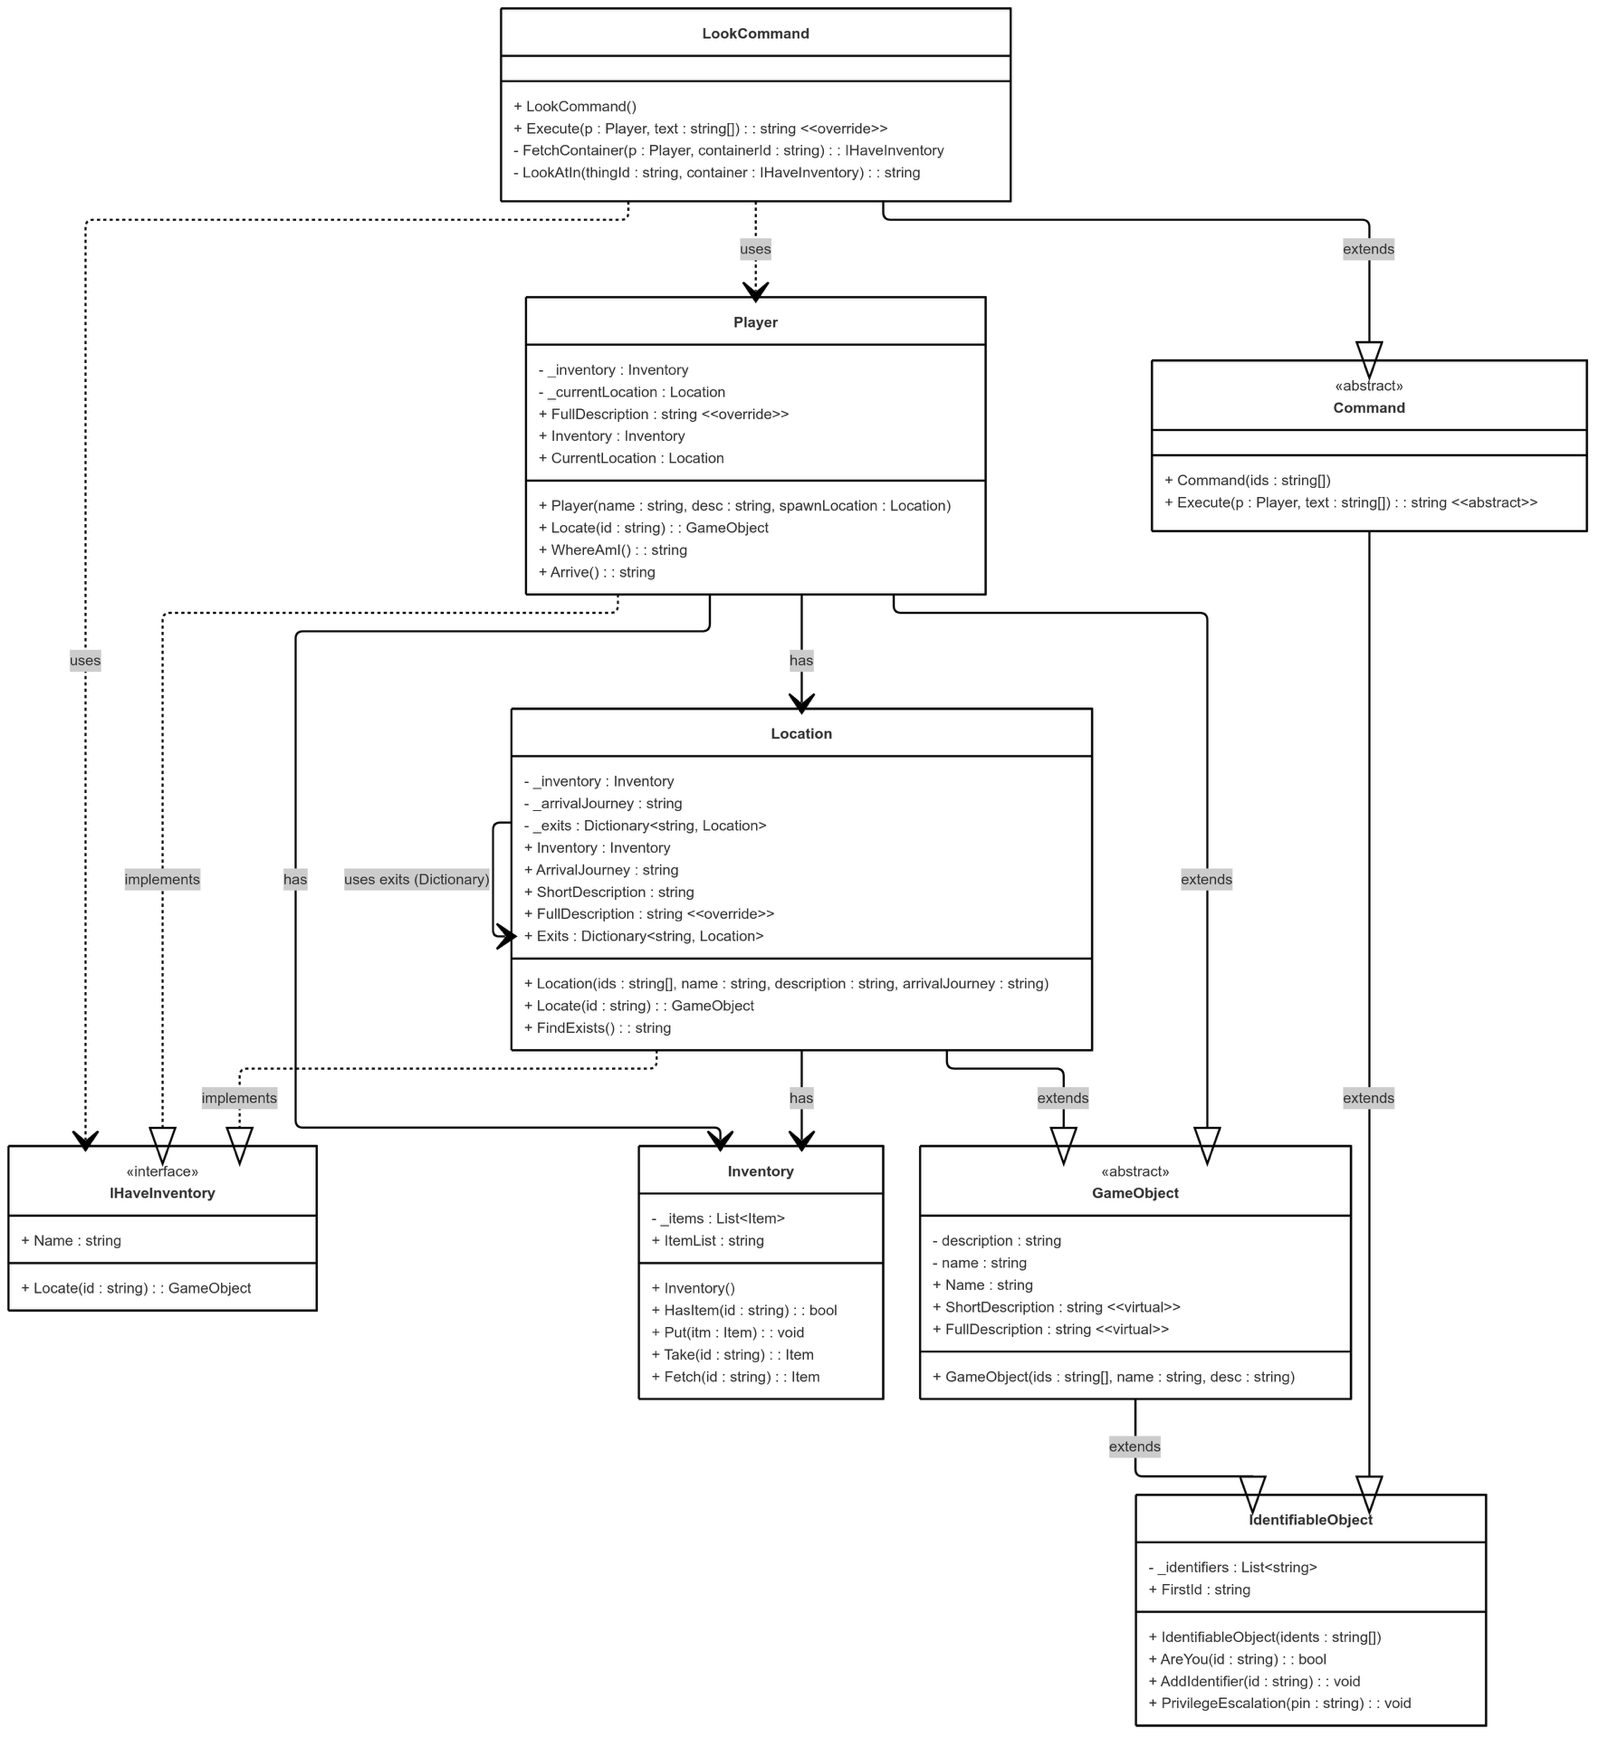 LookCommand
+ LookCommand()
+ Execute(p : Player, text : string[]) : : string <<override>>
- FetchContainer(p : Player, containerId : string) : : IHaveInventory
- LookAtIn(thingId : string, container : IHaveInventory) : : string
uses
extends
Player
- _inventory : Inventory
- _currentLocation : Location
+ FullDescription : string <<override>>
+ Inventory : Inventory
+ CurrentLocation : Location
+ Player(name : string, desc : string, spawnLocation : Location)
+ Locate(id : string) : : GameObject
+ WhereAmI() : : string
+ Arrive() : : string
«abstract»
Command
+ Command(ids : string[])
+ Execute(p : Player, text : string[]) : : string <<abstract>>
uses
has
Location
- _inventory : Inventory
- _arrivalJourney : string
- _exits : Dictionary<string, Location>
+ Inventory : Inventory
+ ArrivalJourney : string
+ ShortDescription : string
+ FullDescription : string <<override>>
+ Exits : Dictionary<string, Location>
+ Location(ids : string[], name : string, description : string, arrivalJourney : string)
+ Locate(id : string) : : GameObject
+ FindExists() : : string
implements
has
uses exits (Dictionary)
extends
implements
has
extends
extends
«interface»
IHaveInventory
+ Name : string
+ Locate(id : string) : : GameObject
Inventory
- _items : List<Item>
+ ItemList : string
+ Inventory()
+ HasItem(id : string) : : bool
+ Put(itm : Item) : : void
+ Take(id : string) : : Item
+ Fetch(id : string) : : Item
«abstract»
GameObject
- description : string
- name : string
+ Name : string
+ ShortDescription : string <<virtual>>
+ FullDescription : string <<virtual>>
+ GameObject(ids : string[], name : string, desc : string)
extends
IdentifiableObject
- _identifiers : List<string>
+ FirstId : string
+ IdentifiableObject(idents : string[])
+ AreYou(id : string) : : bool
+ AddIdentifier(id : string) : : void
+ PrivilegeEscalation(pin : string) : : void